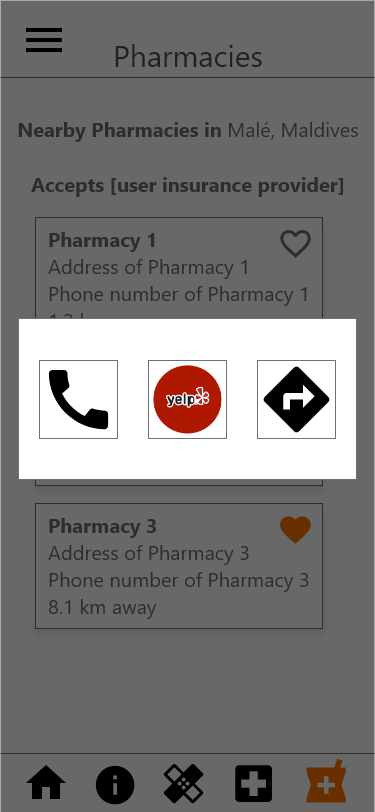 Pharmacies
Nearby Pharmacies in Malé, Maldives
Accepts [user insurance provider]
Pharmacy 1
Address of Pharmacy 1
Phone number of Pharmacy 1
yelp
Pharmacy 3
Address of Pharmacy 3
Phone number of Pharmacy 3
8.1 km away